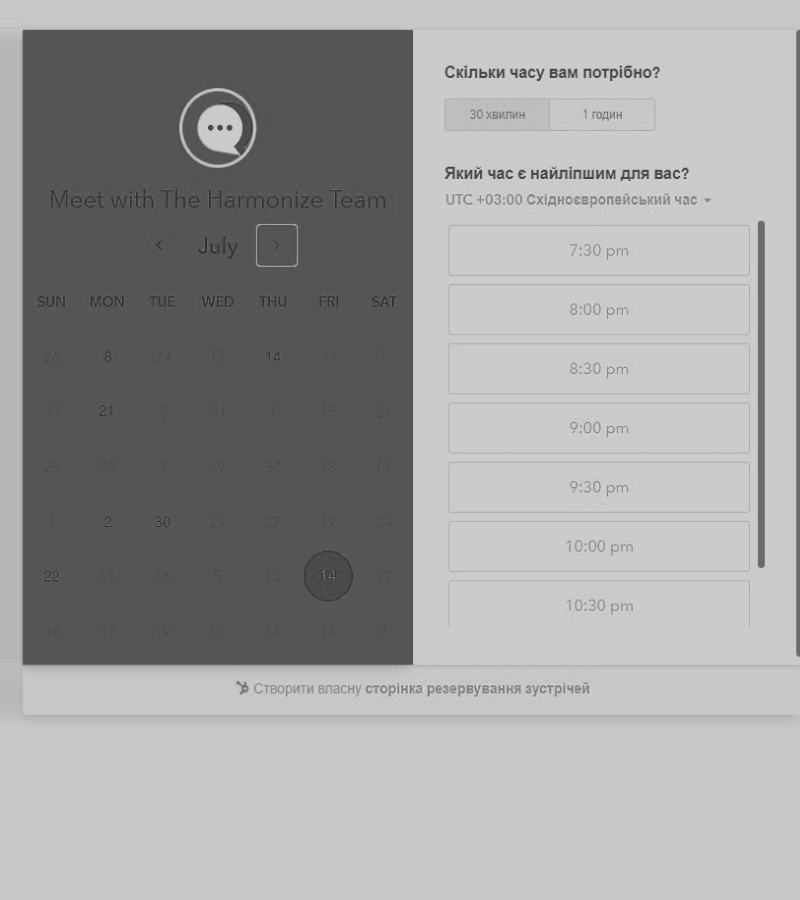 Meet with The Harmonize Team
July
SUN MON TUE WED THU FRI SAT
26 8 24 13 14 17 7
17 21 3 31 1 15 21
29 30 3 19 30 18 11
1 2 30 29 27 19 24
22 15 16 5 13 14 17
16 17 19 11 14 14 7
Скільки часу вам потрібно?
30 хвилин 1 годин
Який час є найліпшим для вас?
UTC +03:00 Східноєвропейський час
7:30 pm
8:00 pm
8:30 pm
9:00 pm
9:30 pm
10:00 pm
10:30 pm
Створити власну сторінка резервування зустрічей